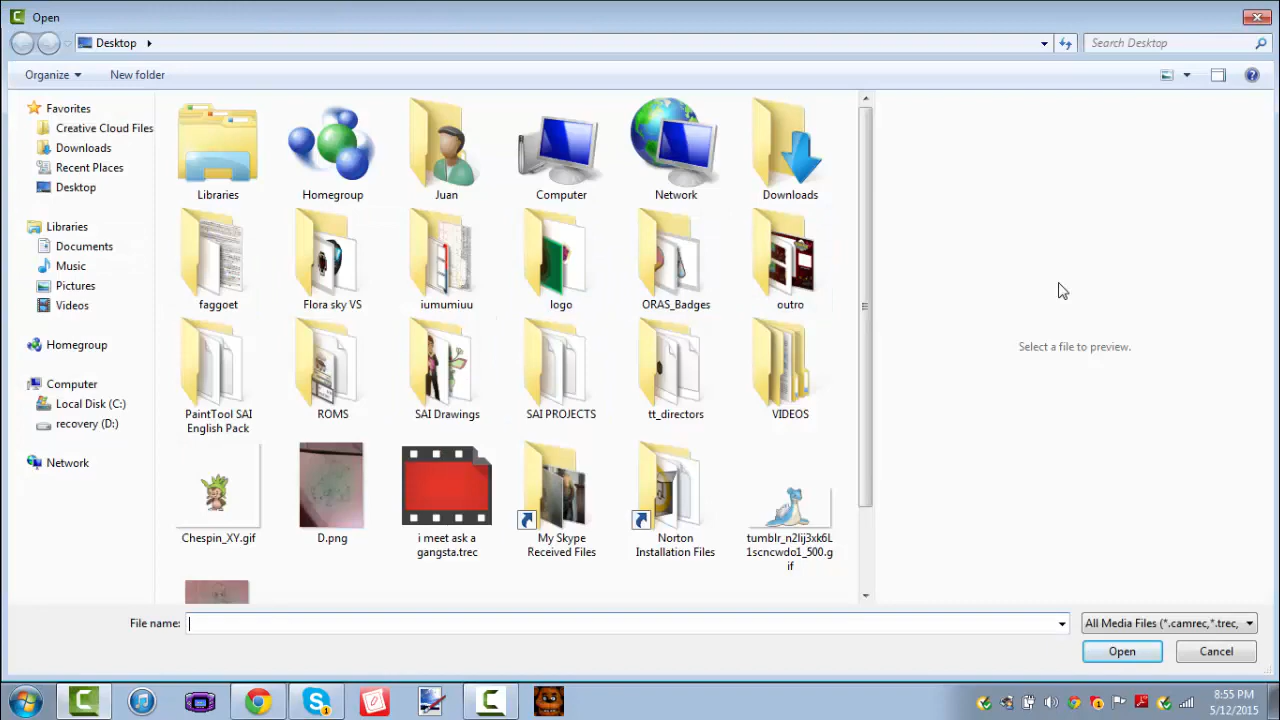 Open
Desktop
Search Desktop
Organize
New folder
Favorites
Creative Cloud Files
Downloads
Recent Places
Desktop
Libraries
Documents
Music
Pictures
Videos
Homegroup
Computer
Local Disk (C:)
recovery (D:)
Network
Libraries
Homegroup
Juan
Computer
Network
Downloads
faggoet
Flora sky VS
iumumiuu
logo
ORAS_Badges
outro
PaintTool SAI
English Pack
ROMS
SAI Drawings
SAI PROJECTS
tt_directors
VIDEOS
Chespin_XY.gif
D.png
i meet ask a
gangsta.trec
My Skype
Received Files
Norton
Installation Files
tumblr_n2lij3xk6L
1scncwdo1_500.g
if
Select a file to preview.
File name:
All Media Files (*.camrec,*.trec,
Open
Cancel
8:55 PM
5/12/2015